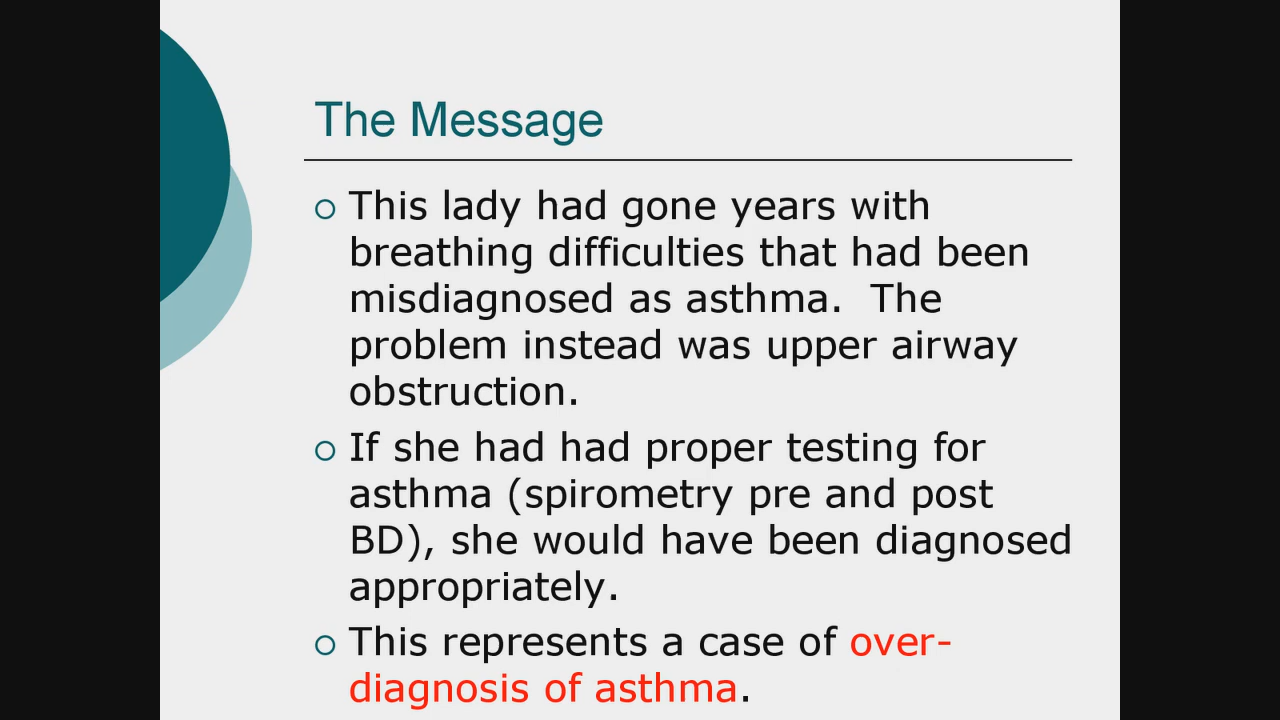 The Message
This lady had gone years with
breathing difficulties that had been
misdiagnosed as asthma.  The
problem instead was upper airway
obstruction.
If she had had proper testing for
asthma (spirometry pre and post
BD), she would have been diagnosed
appropriately.
This represents a case of over-
diagnosis of asthma.